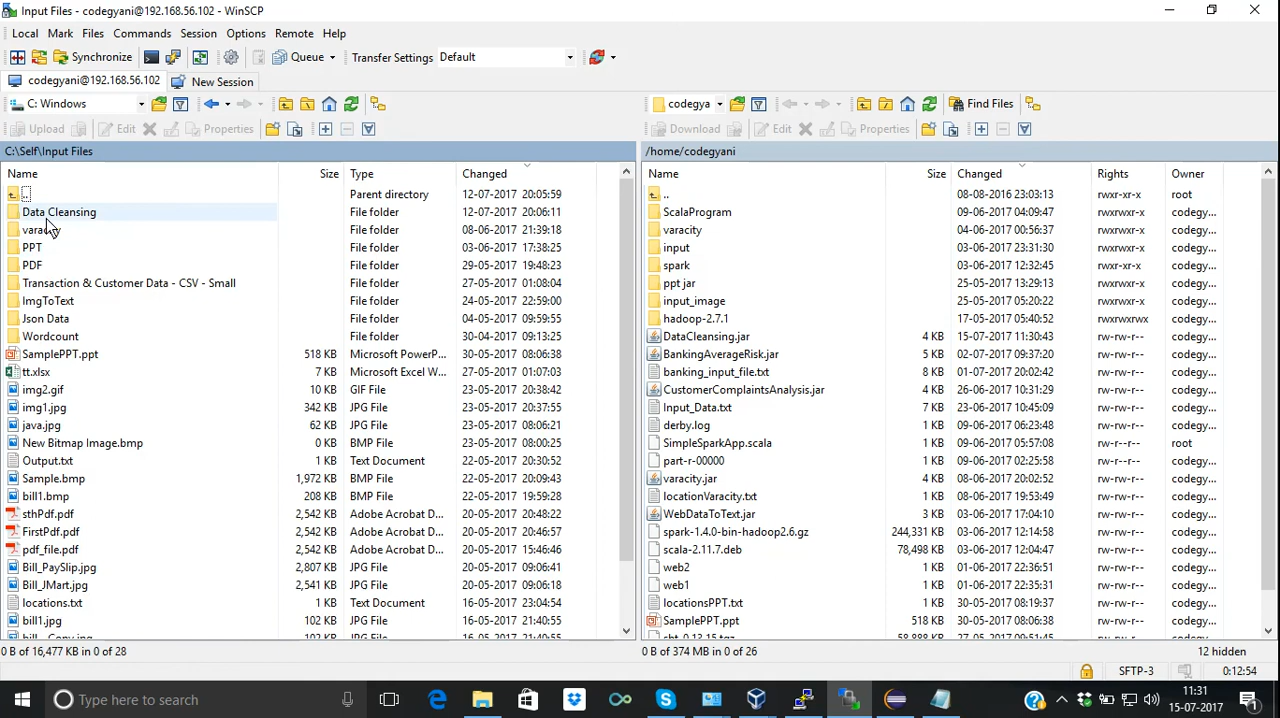 Input Files - codegyani@192.168.56.102 - WinSCP
Local Mark Files Commands Session Options Remote Help
Synchronize Queue Transfer Settings Default
codegyani@192.168.56.102 New Session
C: Windows codegya Find Files
Upload Edit Properties Download Edit Properties
C:\Self\Input Files /home/codegyani
Name Size Type Changed Name Size Changed Rights Owner
.. Parent directory 12-07-2017 20:05:59 .. 08-08-2016 23:03:13 rwxr-xr-x root
Data Cleansing File folder 12-07-2017 20:06:11 ScalaProgram 09-06-2017 04:09:47 rwxrwxr-x codegy...
varacity File folder 08-06-2017 21:39:18 varacity 04-06-2017 00:56:37 rwxrwxr-x codegy...
PPT File folder 03-06-2017 17:38:25 input 03-06-2017 23:31:30 rwxrwxr-x codegy...
PDF File folder 29-05-2017 19:48:23 spark 03-06-2017 12:32:45 rwxr-xr-x codegy...
Transaction & Customer Data - CSV - Small File folder 27-05-2017 01:08:04 ppt jar 25-05-2017 13:29:13 rwxrwxr-x codegy...
ImgToText File folder 24-05-2017 22:59:00 input_image 25-05-2017 05:20:22 rwxrwxr-x codegy...
Json Data File folder 04-05-2017 09:59:55 hadoop-2.7.1 17-05-2017 05:40:52 rwxrwxrwx codegy...
Wordcount File folder 30-04-2017 09:13:25 DataCleansing.jar 4 KB 15-07-2017 11:30:43 rw-rw-r-- codegy...
SamplePPT.ppt 518 KB Microsoft PowerP... 30-05-2017 08:06:38 BankingAverageRisk.jar 5 KB 02-07-2017 09:37:20 rw-rw-r-- codegy...
tt.xlsx 7 KB Microsoft Excel W... 27-05-2017 01:07:03 banking_input_file.txt 8 KB 01-07-2017 20:02:42 rw-rw-r-- codegy...
img2.gif 10 KB GIF File 23-05-2017 20:38:42 CustomerComplaintsAnalysis.jar 4 KB 26-06-2017 10:31:29 rw-rw-r-- codegy...
img1.jpg 342 KB JPG File 23-05-2017 20:37:55 Input_Data.txt 7 KB 23-06-2017 10:45:09 rw-rw-r-- codegy...
java.jpg 62 KB JPG File 23-05-2017 08:06:21 derby.log 1 KB 09-06-2017 06:23:48 rw-rw-r-- codegy...
New Bitmap Image.bmp 0 KB BMP File 23-05-2017 08:00:25 SimpleSparkApp.scala 1 KB 09-06-2017 05:57:08 rw-r--r-- root
Output.txt 1 KB Text Document 22-05-2017 20:30:52 part-r-00000 1 KB 09-06-2017 02:25:58 rw-r--r-- codegy...
Sample.bmp 1,972 KB BMP File 22-05-2017 20:09:43 varacity.jar 4 KB 08-06-2017 20:02:52 rw-rw-r-- codegy...
bill1.bmp 208 KB BMP File 22-05-2017 19:59:28 locationVaracity.txt 1 KB 08-06-2017 19:53:49 rw-rw-r-- codegy...
sthPdf.pdf 2,542 KB Adobe Acrobat D... 22-05-2017 20:48:22 WebDataToText.jar 3 KB 03-06-2017 17:04:10 rw-rw-r-- codegy...
FirstPdf.pdf 2,542 KB Adobe Acrobat D... 22-05-2017 20:46:57 spark-1.4.0-bin-hadoop2.6.gz 244,331 KB 03-06-2017 12:14:58 rw-rw-r-- codegy...
pdf_file.pdf 2,542 KB Adobe Acrobat D... 22-05-2017 15:46:46 scala-2.11.7.deb 78,498 KB 03-06-2017 12:04:47 rw-rw-r-- codegy...
Bill_PaySlip.jpg 2,807 KB JPG File 22-05-2017 09:06:41 web2 1 KB 01-06-2017 22:36:51 rw-rw-r-- codegy...
Bill_JMart.jpg 2,541 KB JPG File 22-05-2017 09:06:18 web1 1 KB 01-06-2017 22:35:31 rw-rw-r-- codegy...
locations.txt 1 KB Text Document 16-05-2017 23:04:54 locationsPPT.txt 1 KB 30-05-2017 08:19:37 rw-rw-r-- codegy...
bill1.jpg 102 KB JPG File 16-05-2017 21:40:55 SamplePPT.ppt 518 KB 30-05-2017 08:06:38 rw-rw-r-- codegy...
102 KB JPG File 16-05-2017 21:40:55 sbt-0.13.15.tgz 58,888 KB 27-05-2017 09:51:45 rw-rw-r-- codegy...
0 B of 16,477 KB in 0 of 28 0 B of 374 MB in 0 of 26 12 hidden
SFTP-3 0:12:54
Type here to search 11:31
15-07-2017 1